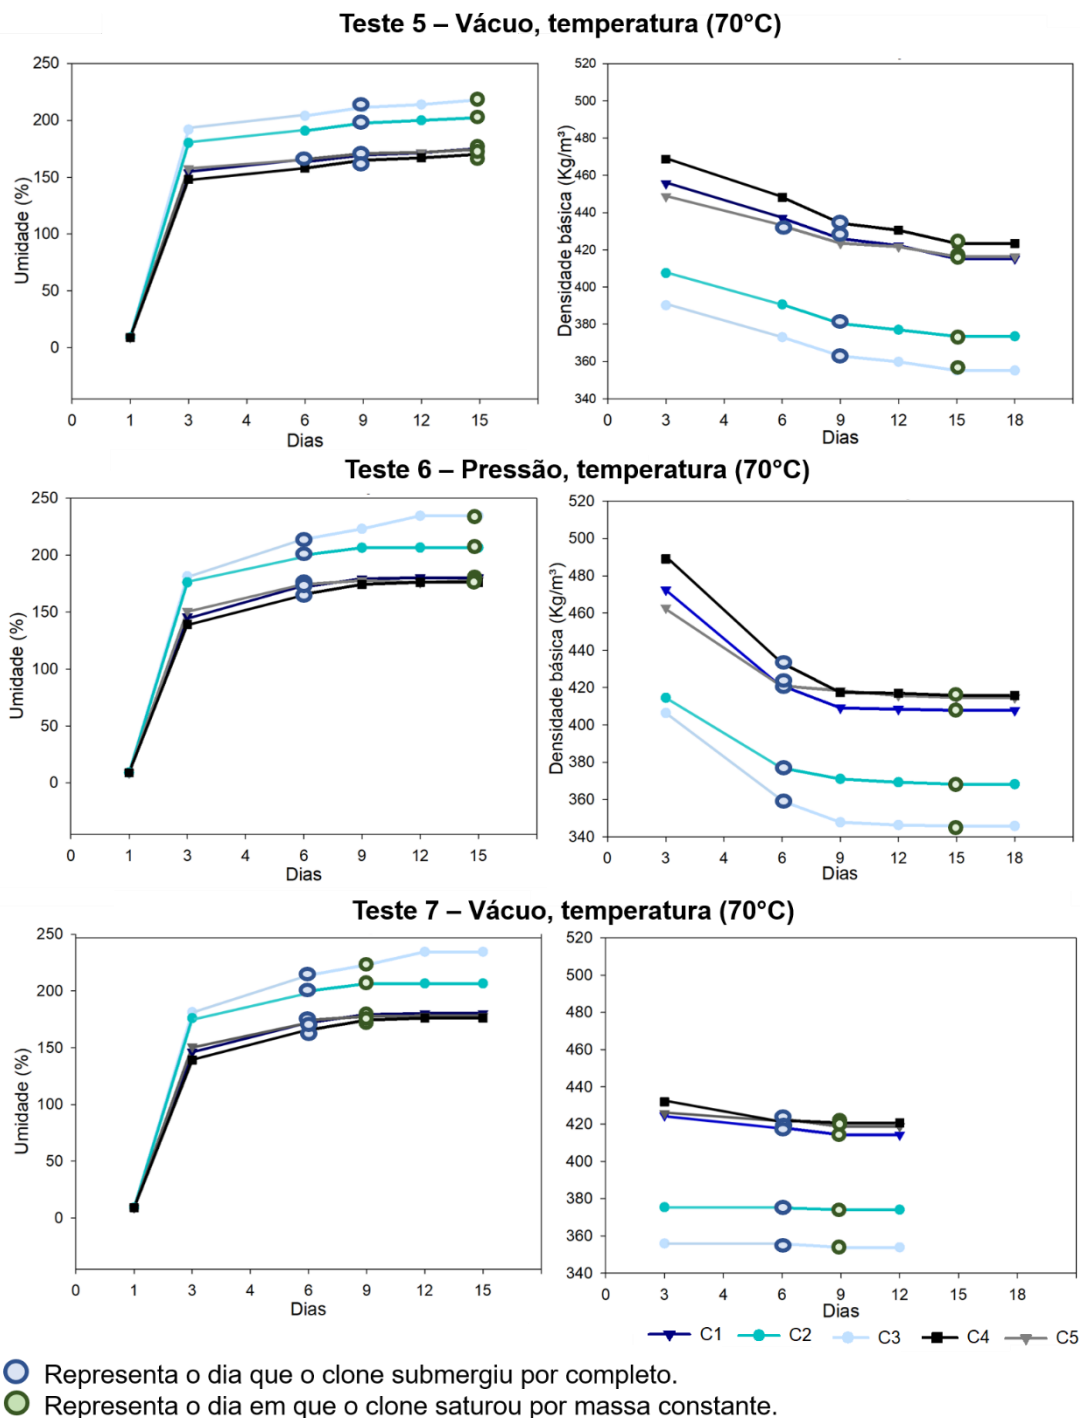 Teste 5 – Vácuo, temperatura (70°C)
250
200
150
100
50
0
Umidade (%)
0 1 3 4 6 9 12 15
Dias
520
500
480
460
440
420
400
380
360
340
Densidade básica (Kg/m³)
0 3 4 6 9 12 15 18
Dias
Teste 6 – Pressão, temperatura (70°C)
250
200
150
100
50
0
Umidade (%)
0 1 3 4 6 9 12 15
Dias
520
500
480
460
440
420
400
380
360
340
Densidade básica (Kg/m³)
0 3 4 6 9 12 15 18
Dias
Teste 7 – Vácuo, temperatura (70°C)
250
200
150
100
50
0
Umidade (%)
0 1 3 4 6 9 12 15
Dias
520
500
480
460
440
420
400
380
360
340
0 3 4 6 9 12 15 18
Dias
C1 C2 C3 C4 C5
Representa o dia que o clone submergiu por completo.
Representa o dia em que o clone saturou por massa constante.